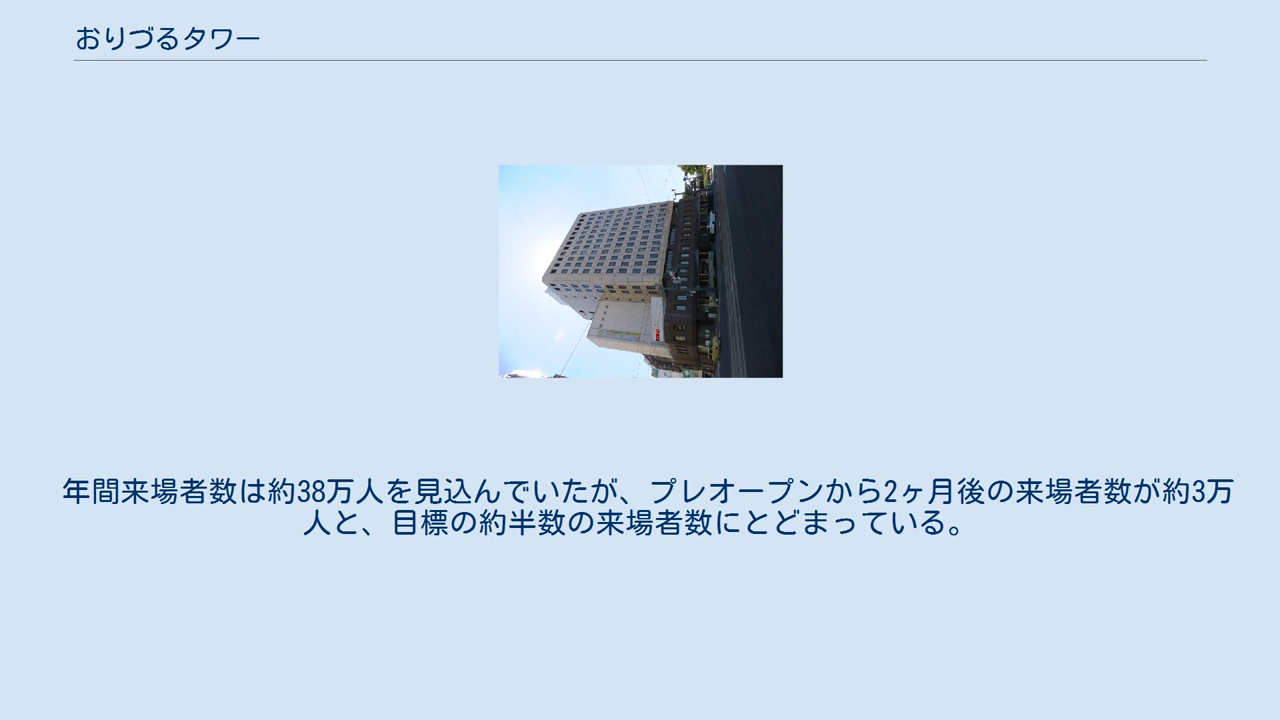 おりづるタワー
年間来場者数は約38万人を見込んでいたが、プレオープンから2ヶ月後の来場者数が約3万
人と、目標の約半数の来場者数にとどまっている。